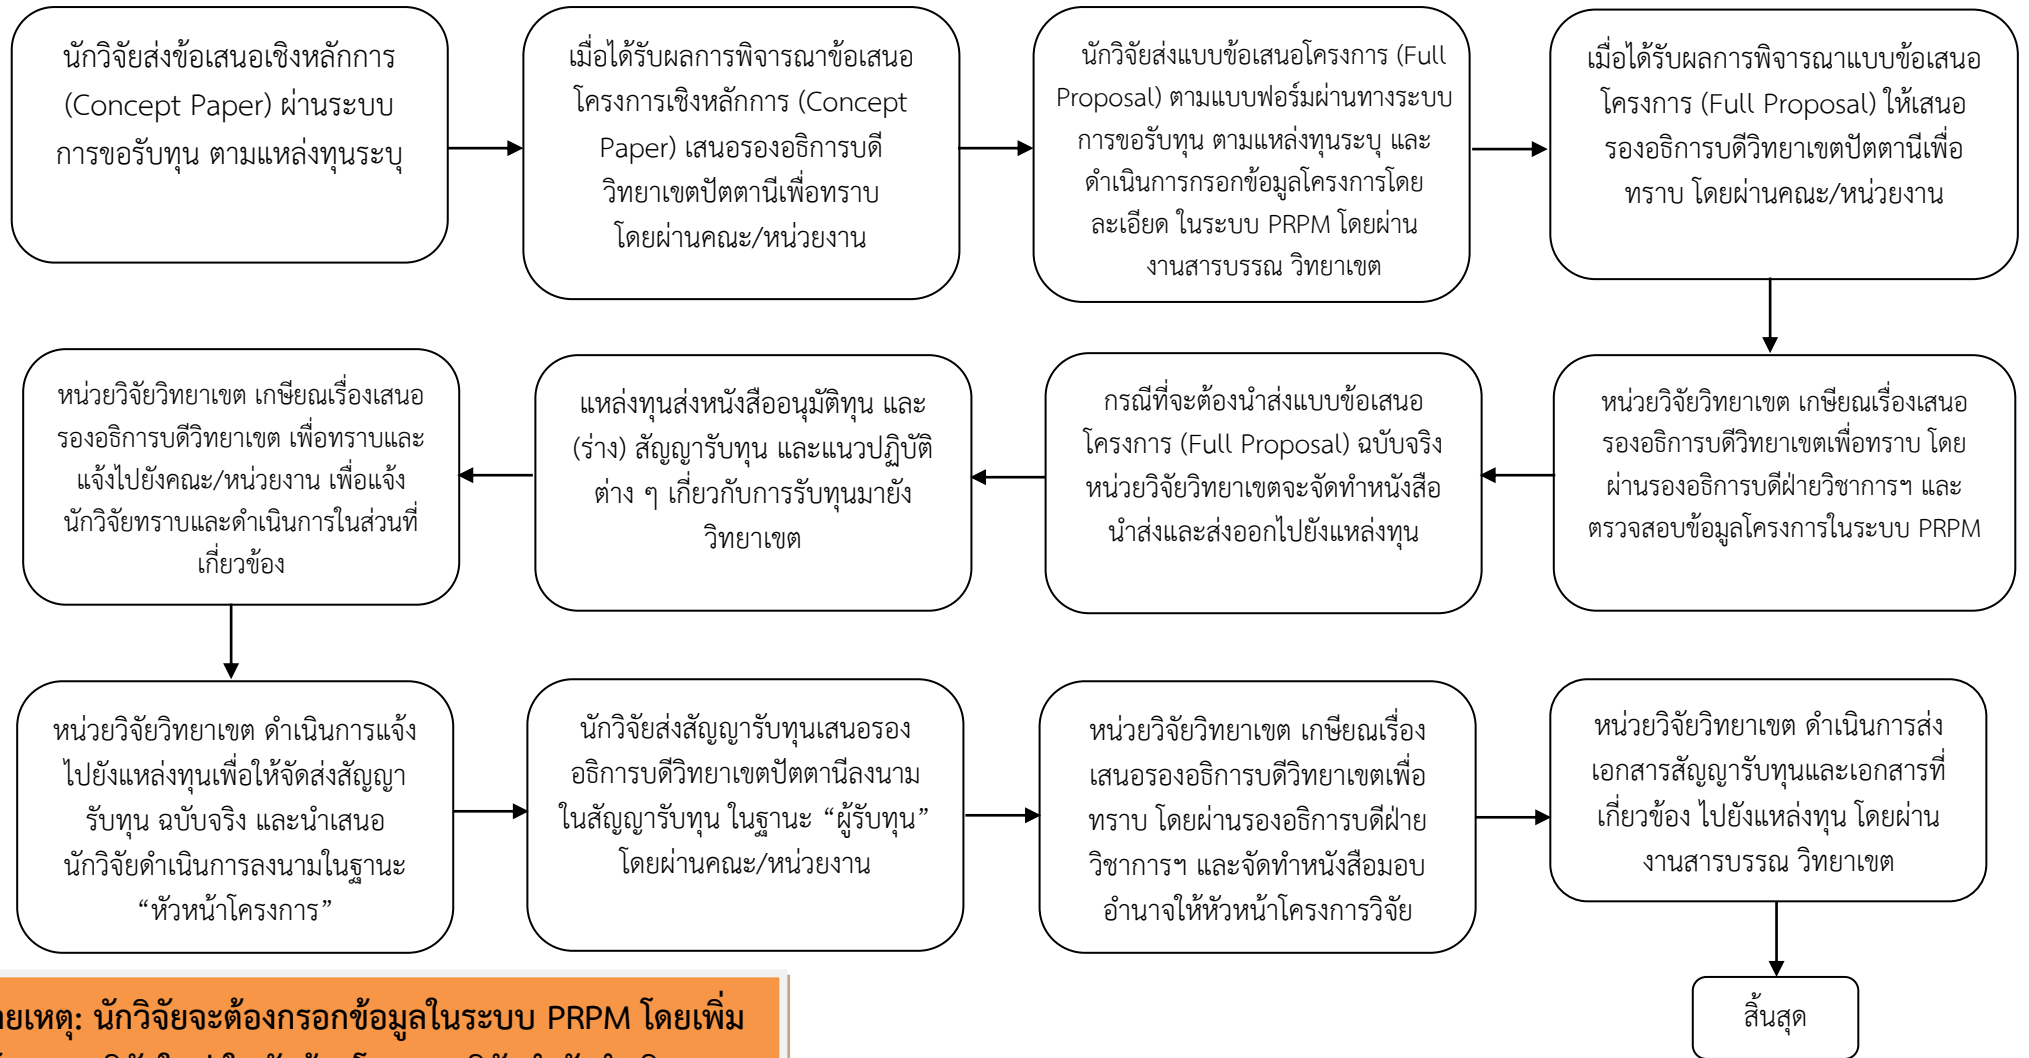 นักวิจัยส่งข้อเสนอเชิงหลักการ
(Concept Paper) ผ่านระบบ
การขอรับทุน ตามแหล่งทุนระบุ
เมื่อได้รับผลการพิจารณาข้อเสนอ
โครงการเชิงหลักการ (Concept
Paper) เสนอรองอธิการบดี
วิทยาเขตปัตตานีเพื่อทราบ
โดยผ่านคณะ/หน่วยงาน
นักวิจัยส่งแบบข้อเสนอโครงการ (Full
Proposal) ตามแบบฟอร์มผ่านทางระบบ
การขอรับทุน ตามแหล่งทุนระบุ และ
ดำเนินการกรอกข้อมูลโครงการโดย
ละเอียด ในระบบ PRPM โดยผ่าน
งานสารบรรณ วิทยาเขต
เมื่อได้รับผลการพิจารณาแบบข้อเสนอ
โครงการ (Full Proposal) ให้เสนอ
รองอธิการบดีวิทยาเขตปัตตานีเพื่อ
ทราบ โดยผ่านคณะ/หน่วยงาน
หน่วยวิจัยวิทยาเขต เกษียณเรื่องเสนอ
รองอธิการบดีวิทยาเขตเพื่อทราบ โดย
ผ่านรองอธิการบดีฝ่ายวิชาการฯ และ
ตรวจสอบข้อมูลโครงการในระบบ PRPM
กรณีที่จะต้องนำส่งแบบข้อเสนอ
โครงการ (Full Proposal) ฉบับจริง
หน่วยวิจัยวิทยาเขตจะจัดทำหนังสือ
นำส่งและส่งออกไปยังแหล่งทุน
แหล่งทุนส่งหนังสืออนุมัติทุน และ
(ร่าง) สัญญารับทุน และแนวปฏิบัติ
ต่าง ๆ เกี่ยวกับการรับทุนมายัง
วิทยาเขต
หน่วยวิจัยวิทยาเขต เกษียณเรื่องเสนอ
รองอธิการบดีวิทยาเขต เพื่อทราบและ
แจ้งไปยังคณะ/หน่วยงาน เพื่อแจ้ง
นักวิจัยทราบและดำเนินการในส่วนที่
เกี่ยวข้อง
หน่วยวิจัยวิทยาเขต ดำเนินการแจ้ง
ไปยังแหล่งทุนเพื่อให้จัดส่งสัญญา
รับทุน ฉบับจริง และนำเสนอ
นักวิจัยดำเนินการลงนามในฐานะ
“หัวหน้าโครงการ”
นักวิจัยส่งสัญญารับทุนเสนอรอง
อธิการบดีวิทยาเขตปัตตานีลงนาม
ในสัญญารับทุน ในฐานะ “ผู้รับทุน”
โดยผ่านคณะ/หน่วยงาน
หน่วยวิจัยวิทยาเขต เกษียณเรื่อง
เสนอรองอธิการบดีวิทยาเขตเพื่อ
ทราบ โดยผ่านรองอธิการบดีฝ่าย
วิชาการฯ และจัดทำหนังสือมอบ
อำนาจให้หัวหน้าโครงการวิจัย
หน่วยวิจัยวิทยาเขต ดำเนินการส่ง
เอกสารสัญญารับทุนและเอกสารที่
เกี่ยวข้อง ไปยังแหล่งทุน โดยผ่าน
งานสารบรรณ วิทยาเขต
สิ้นสุด
ายเหตุ: นักวิจัยจะต้องกรอกข้อมูลในระบบ PRPM โดยเพิ่ม